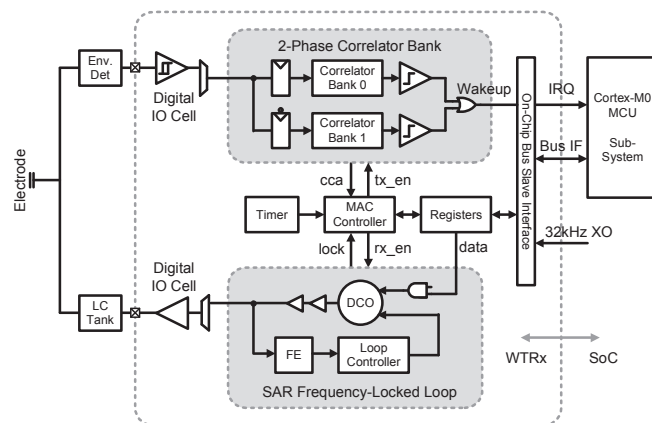 2-Phase Correlator Bank
Env.
Det
Digital
IO Cell
Correlator
Bank 0
Correlator
Bank 1
Wakeup
On-Chip Bus Slave Interface
IRQ
Bus IF
Cortex-M0
MCU
Sub-
System
32kHz XO
Electrode
cca
tx_en
Timer
MAC
Controller
Registers
lock
rx_en
data
Digital
IO Cell
LC
Tank
DCO
FE
Loop
Controller
SAR Frequency-Locked Loop
WTRx
SoC